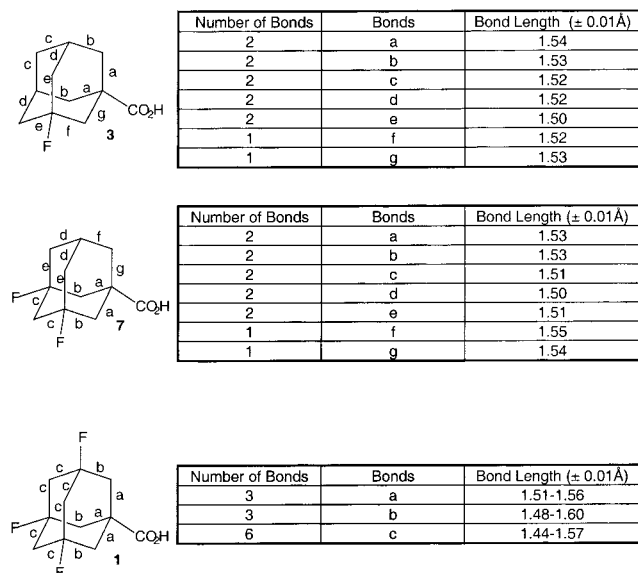 Number of Bonds Bonds Bond Length (± 0.01Å)
2 a 1.54
2 b 1.53
2 c 1.52
2 d 1.52
2 e 1.50
1 f 1.52
1 g 1.53
c b
d
c a
e
b a
d CO2H
e f g
F 3
Number of Bonds Bonds Bond Length (± 0.01Å)
2 a 1.53
2 b 1.53
2 c 1.51
2 d 1.50
2 e 1.51
1 f 1.55
1 g 1.54
d f
d
e g
e b a
F c CO2H
c b a
F 7
Number of Bonds Bonds Bond Length (± 0.01Å)
3 a 1.51-1.56
3 b 1.48-1.60
6 c 1.44-1.57
F
c b
c
c a
c b a
F c CO2H
c b a
F 1